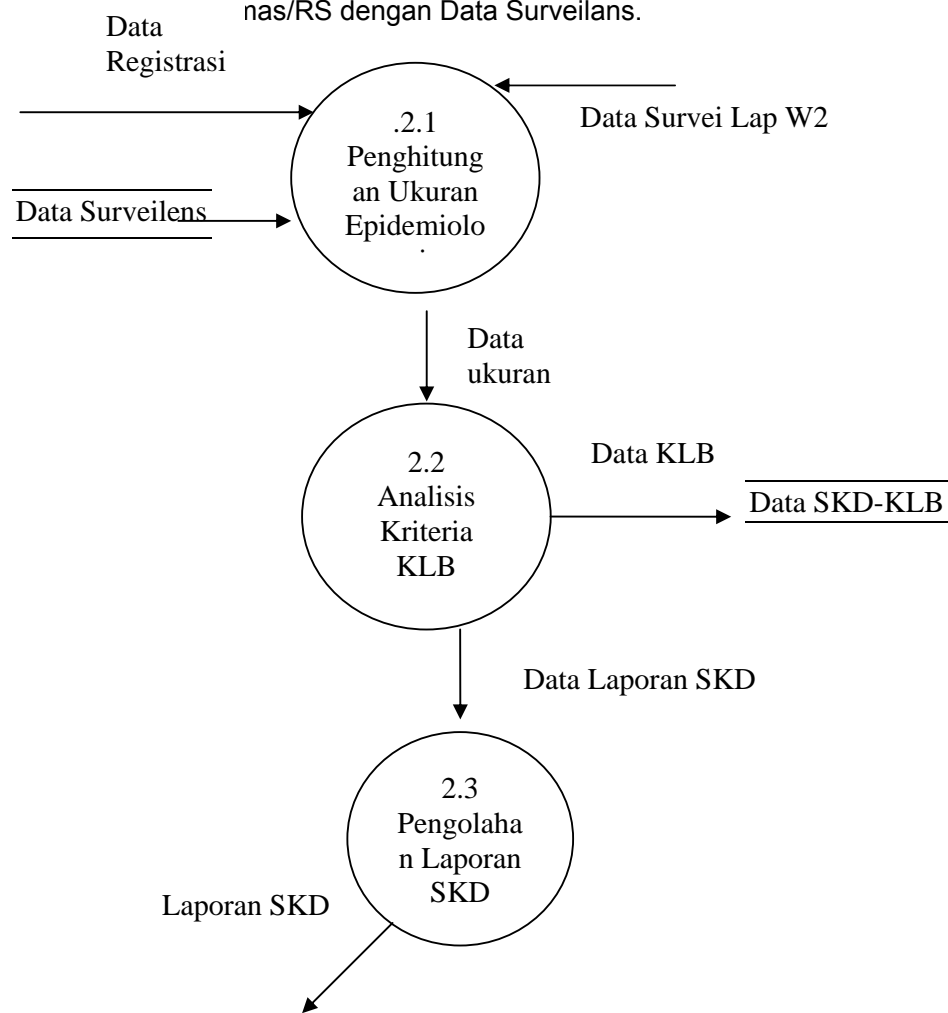 dengan Data Surveilans.
Data
Registrasi
Data Survei Lap W2
.2.1
Penghitung
an Ukuran
Epidemiolo
Data Surveilens
Data
ukuran
2.2
Analisis
Kriteria
KLB
Data KLB
Data SKD-KLB
Data Laporan SKD
2.3
Pengolaha
n Laporan
SKD
Laporan SKD